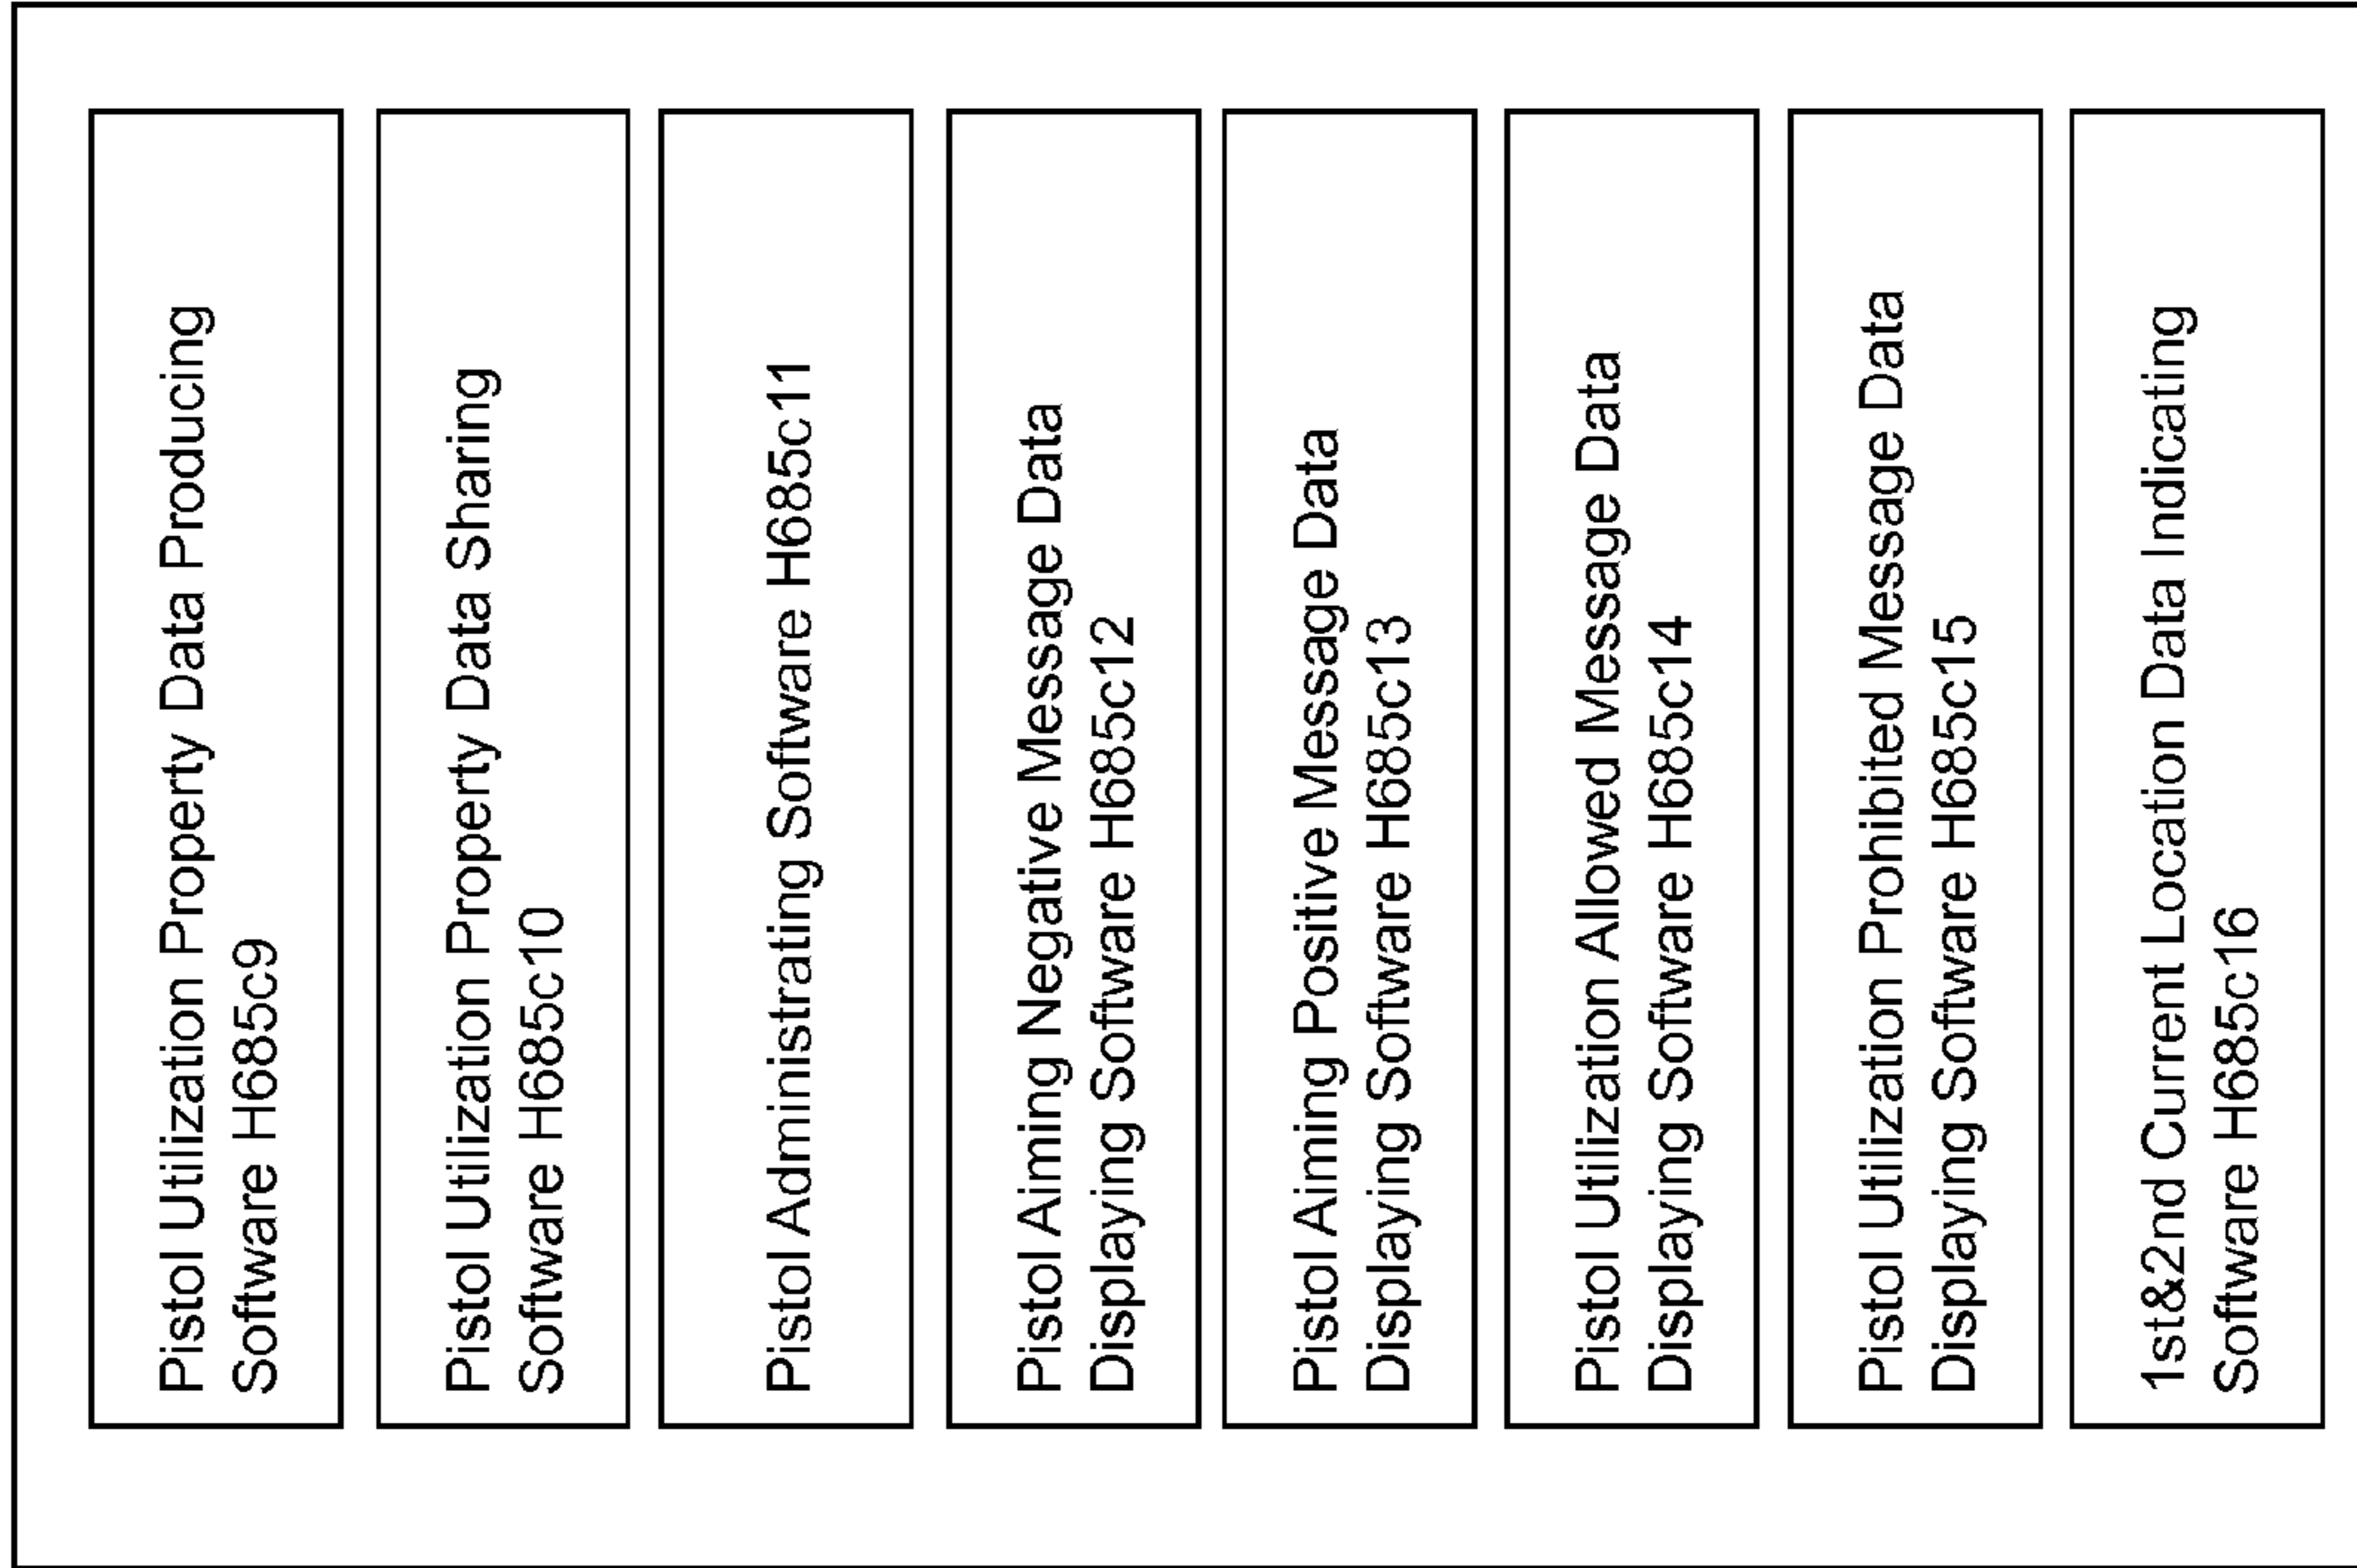 Pistol Utilization Property Data Producing
Software H685c9
Pistol Utilization Property Data Sharing
Software H685c10
Pistol Administrating Software H685c11
Pistol Aiming Negative Message Data
Displaying Software H685c12
Pistol Aiming Positive Message Data
Displaying Software H685c13
Pistol Utilization Allowed Message Data
Displaying Software H685c14
Pistol Utilization Prohibited Message Data
Displaying Software H685c15
1st&2nd Current Location Data Indicating
Software H685c16